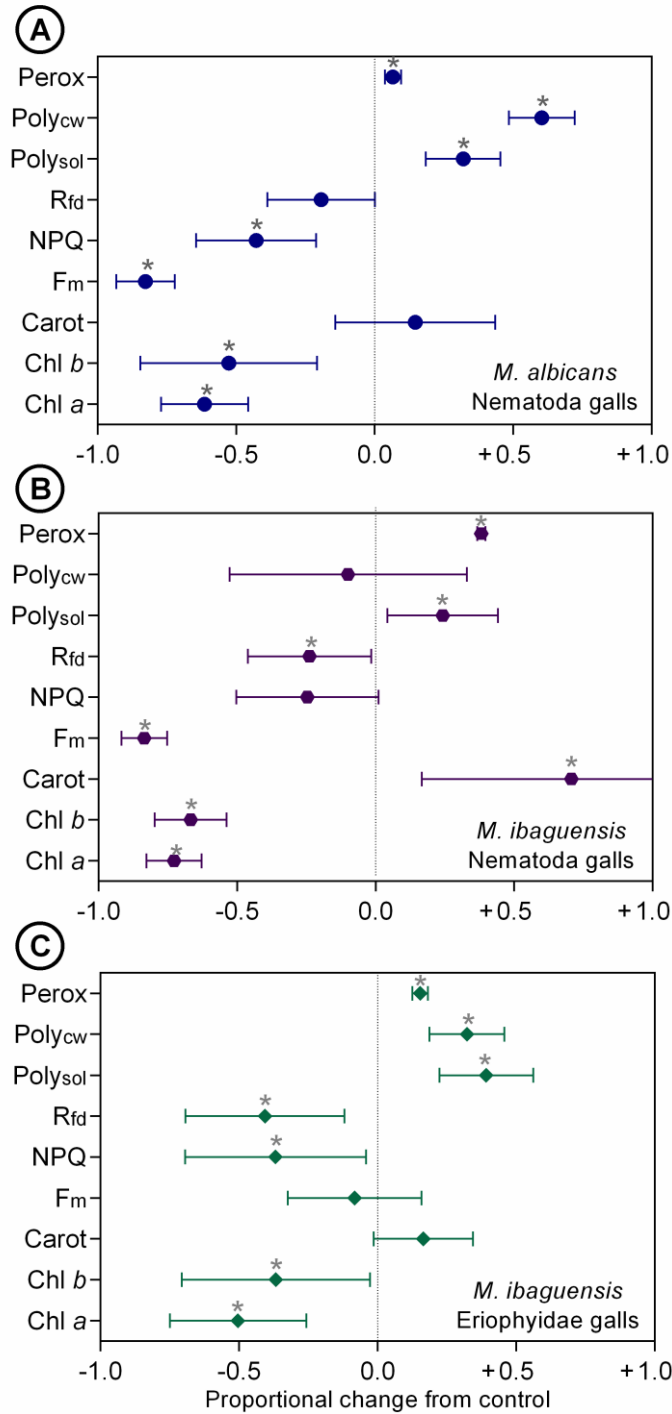 A
Perox *
Polycw *
Polysol *
Rfd
NPQ *
Fm *
Carot
Chl b *
Chl a *
M. albicans
Nematoda galls
-1.0 -0.5 0.0 +0.5 +1.0
B
Perox *
Polycw
Polysol *
Rfd *
NPQ
Fm *
Carot *
Chl b *
Chl a *
M. ibaguensis
Nematoda galls
-1.0 -0.5 0.0 +0.5 +1.0
C
Perox *
Polycw *
Polysol *
Rfd *
NPQ *
Fm
Carot
Chl b *
Chl a *
M. ibaguensis
Eriophyidae galls
-1.0 -0.5 0.0 +0.5 +1.0
Proportional change from control